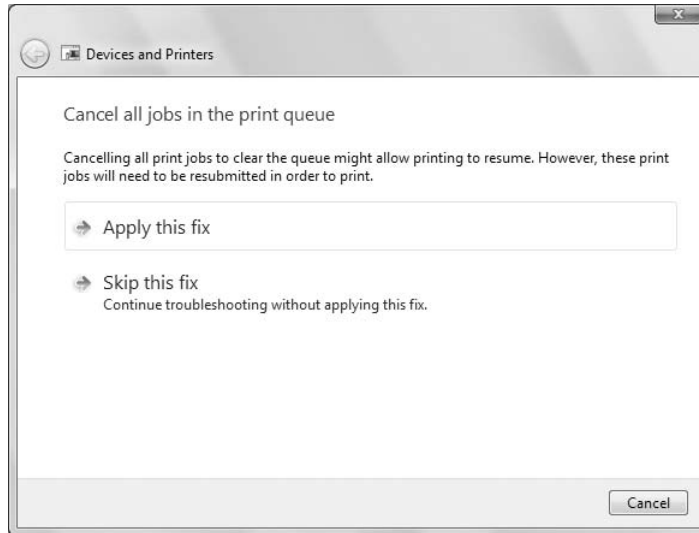 Devices and Printers
Cancel all jobs in the print queue
Cancelling all print jobs to clear the queue might allow printing to resume. However, these print
jobs will need to be resubmitted in order to print.
Apply this fix
Skip this fix
Continue troubleshooting without applying this fix.
Cancel